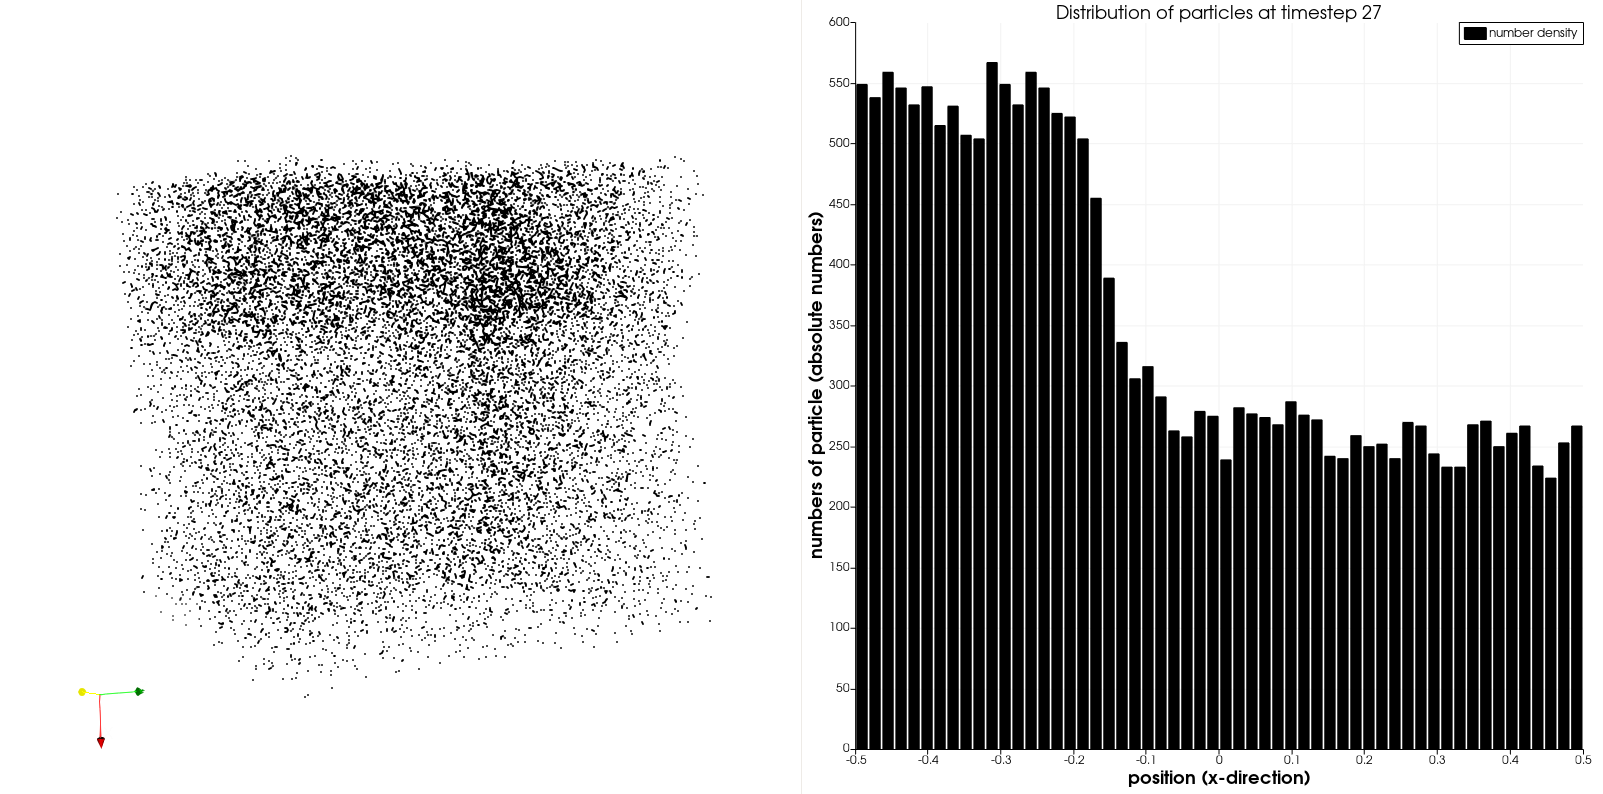 Distribution of particles at timestep 27
number density
numbers of particle (absolute numbers)
600
550
500
450
400
350
300
250
200
150
100
50
0
-0.5 -0.4 -0.3 -0.2 -0.1 0 0.1 0.2 0.3 0.4 0.5
position (x-direction)